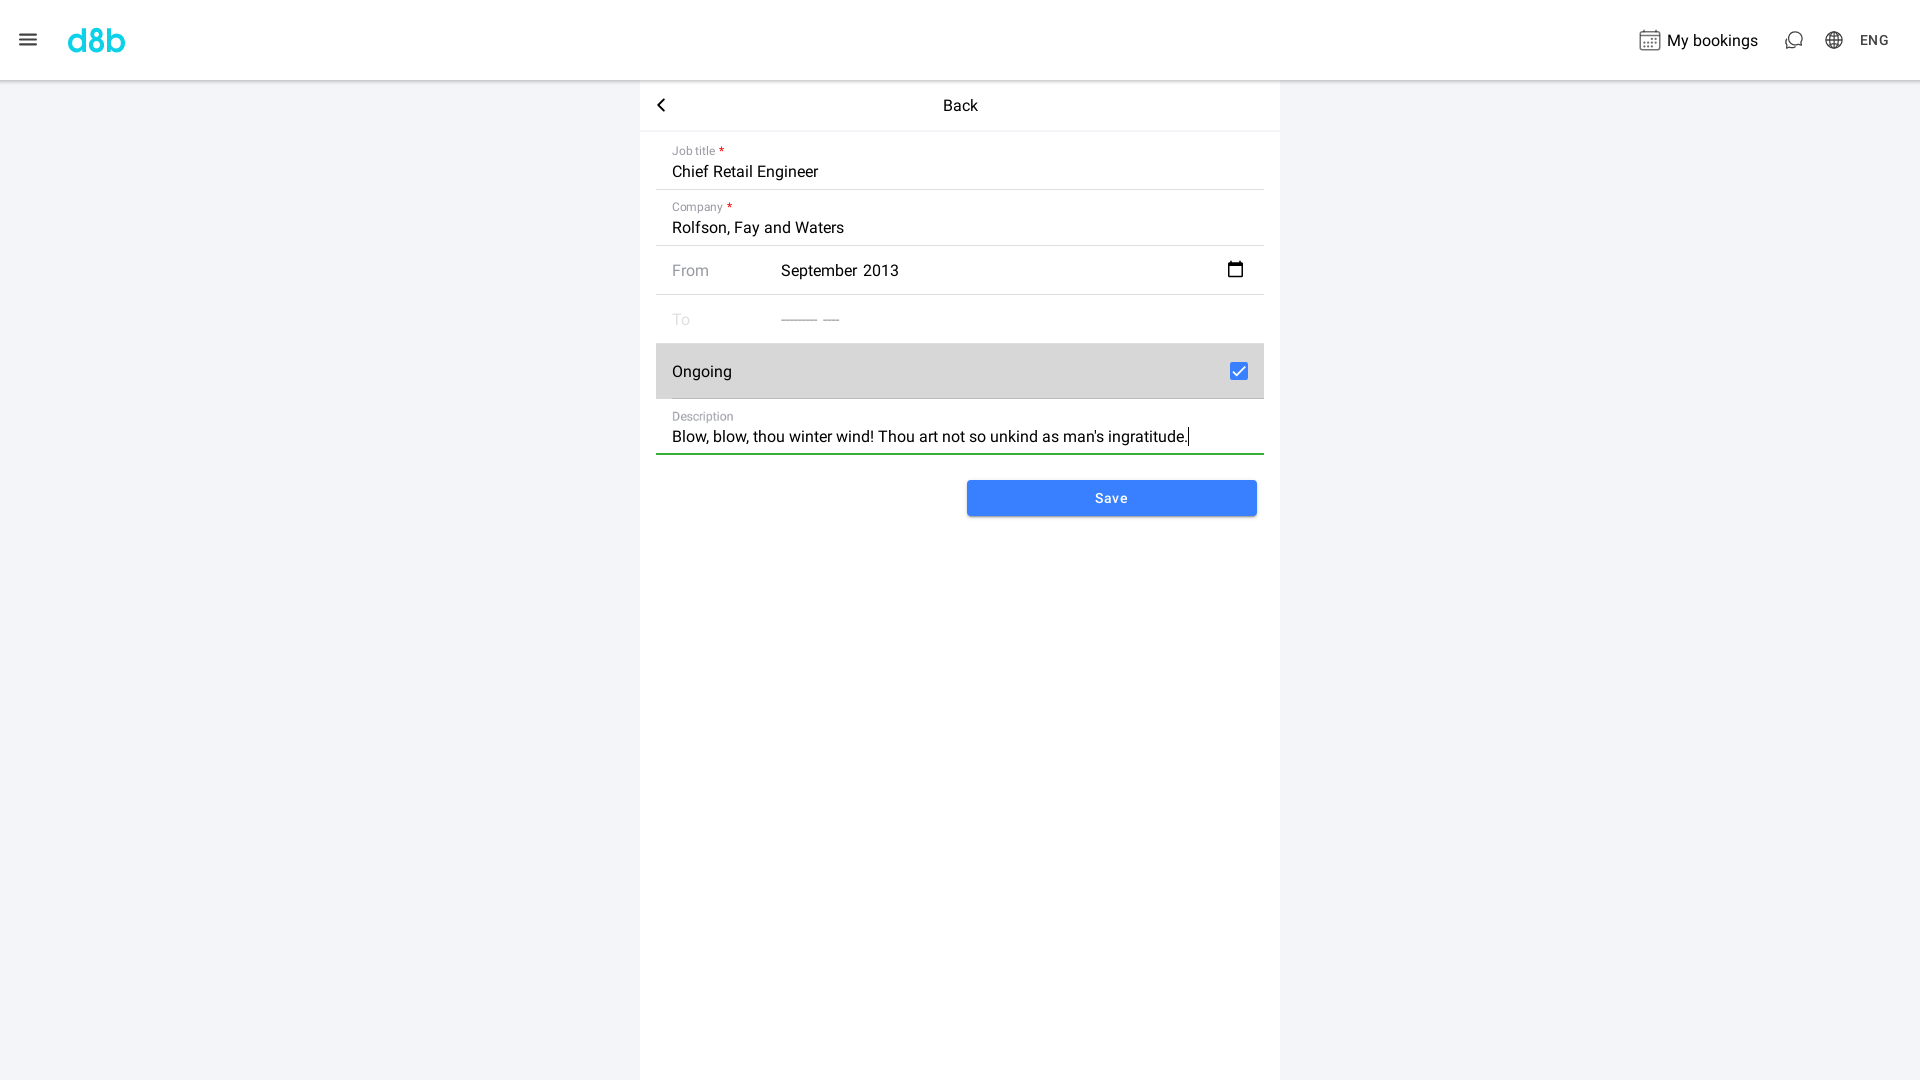 d8b
My bookings
ENG
Back
Job title *
Chief Retail Engineer
Company *
Rolfson, Fay and Waters
From September 2013
To -------- ----
Ongoing
Description
Blow, blow, thou winter wind! Thou art not so unkind as man's ingratitude.
Save